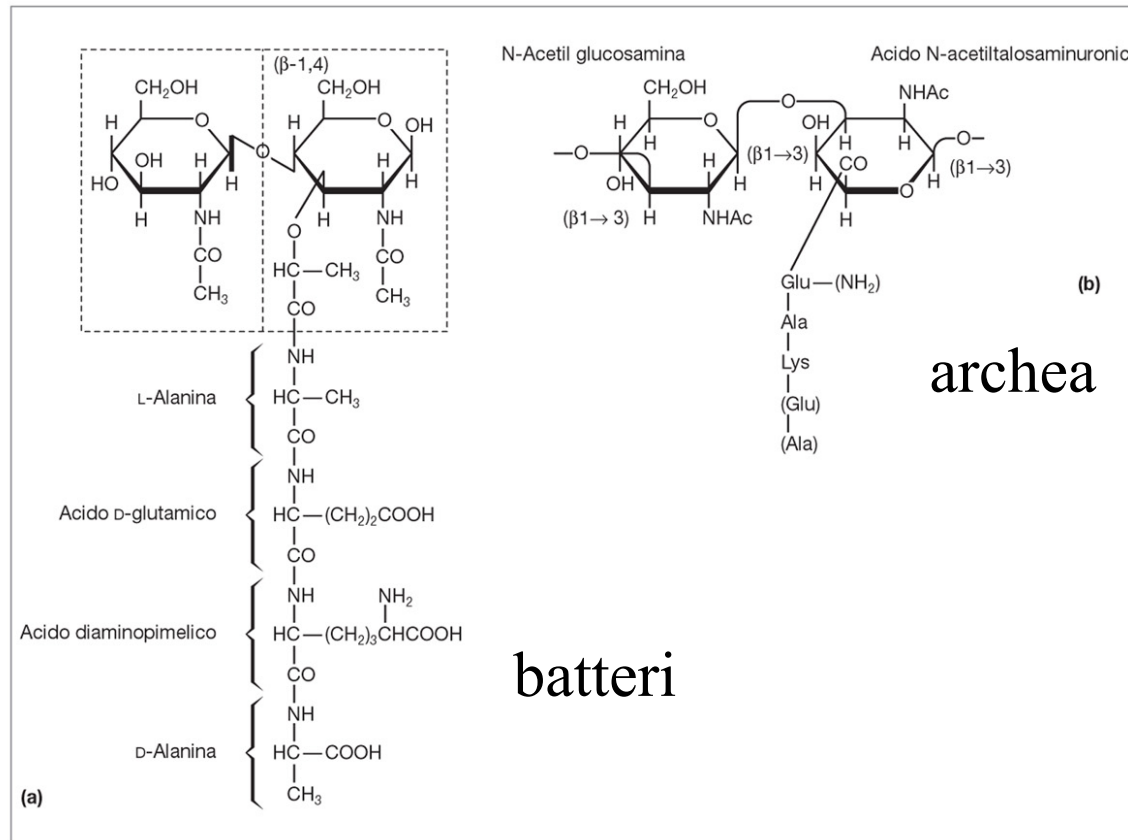 (β-1,4)
CH₂OH
CH₂OH
H
O
H
O
OH
OH
H
O
H
H
HO
H
H
H
H
NH
H
NH
CO
O
CO
CH₃
HC—CH₃
CH₃
CO
NH
L-Alanina
HC—CH₃
CO
NH
Acido D-glutamico
HC—(CH₂)₂COOH
CO
NH
NH₂
Acido diaminopimelico
HC—(CH₂)₃CHCOOH
CO
NH
D-Alanina
HC—COOH
CH₃
(a)
batteri
N-Acetil glucosamina
Acido N-acetiltalosaminuronic
CH₂OH
O
NHAc
H
H
O
OH
H
H
O
O
H
(β1→3)
CO
(β1→3)
OH
H
H
O
H
(β1→ 3)
H
NHAc
H
Glu—(NH₂)
Ala
Lys
(Glu)
(Ala)
(b)
archea